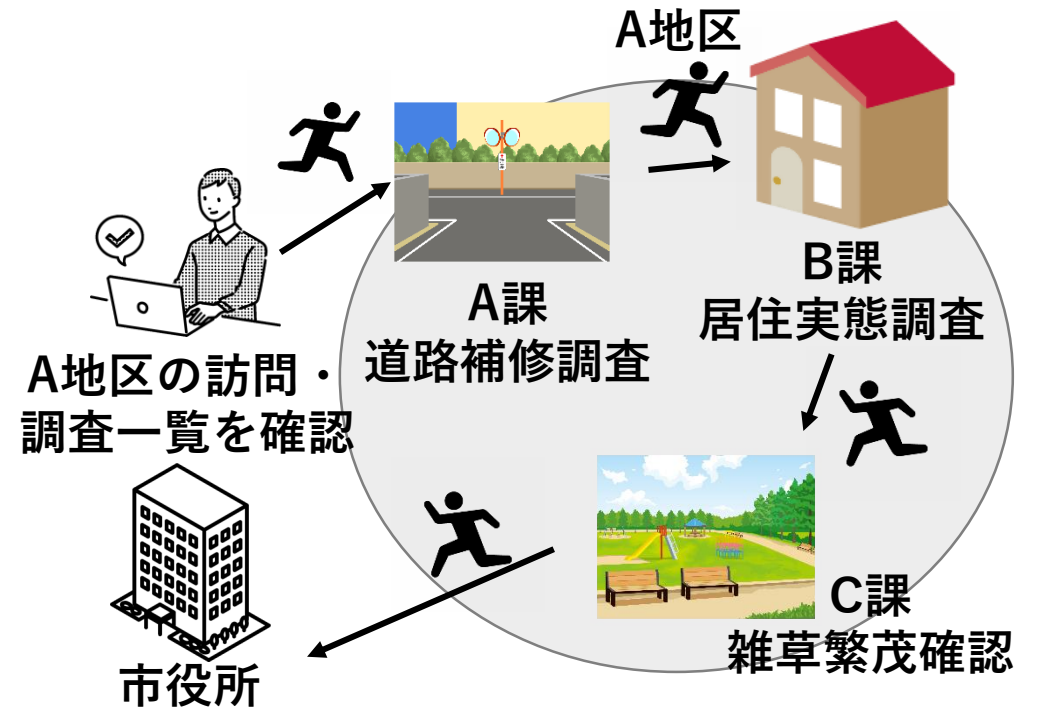 A地区
A課
道路補修調査
B課
居住実態調査
A地区の訪問・
調査一覧を確認
C課
雑草繁茂確認
市役所